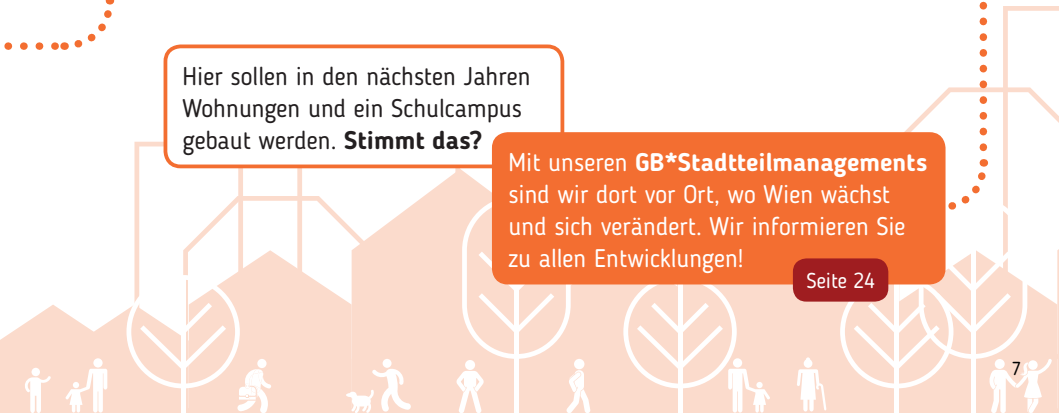 Hier sollen in den nächsten Jahren
Wohnungen und ein Schulcampus
gebaut werden. Stimmt das?
Mit unseren GB*Stadtteilmanagements
sind wir dort vor Ort, wo Wien wächst
und sich verändert. Wir informieren Sie
zu allen Entwicklungen!
Seite 24
7